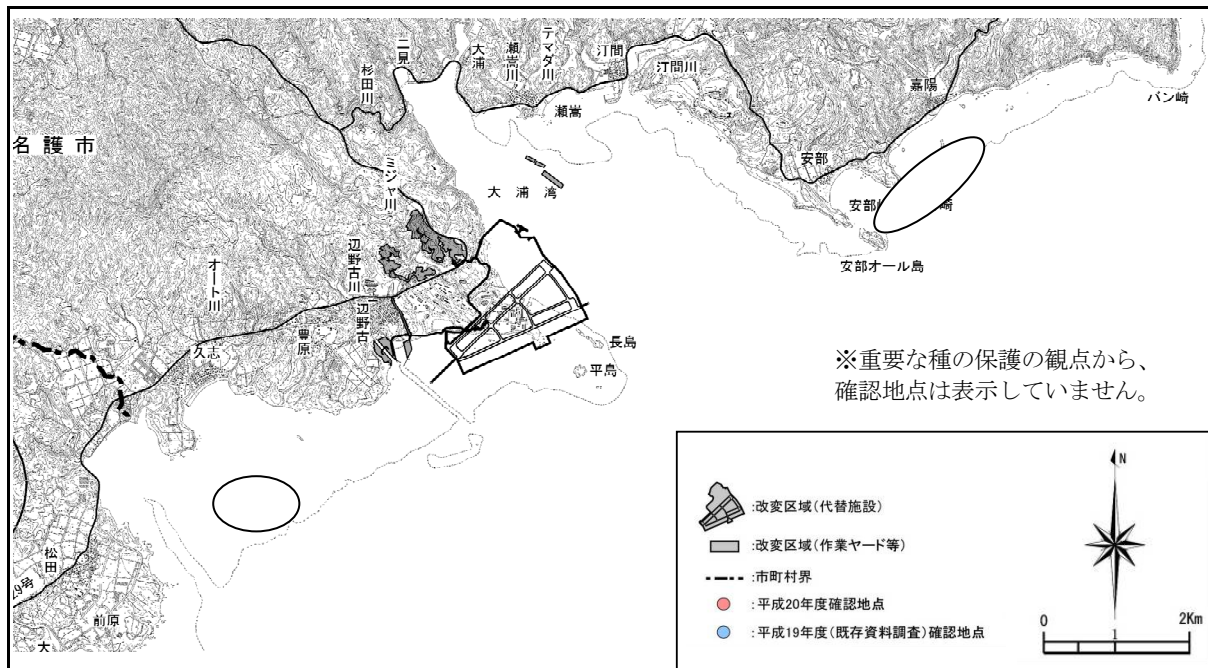 二見
大浦
瀬嵩川
テマダ川
汀間
汀間川
杉田川
瀬嵩
嘉陽
バン崎
名護市
ミジャ川
大浦湾
安部
安部
崎
安部オール島
オート川
辺野古川
辺野古
豊原
久志
長島
平島
※重要な種の保護の観点から、
確認地点は表示していません。
松田
29号
前原
大
N
:改変区域(代替施設)
:改変区域(作業ヤード等)
:市町村界
:平成20年度確認地点
:平成19年度(既存資料調査)確認地点
0 1 2Km